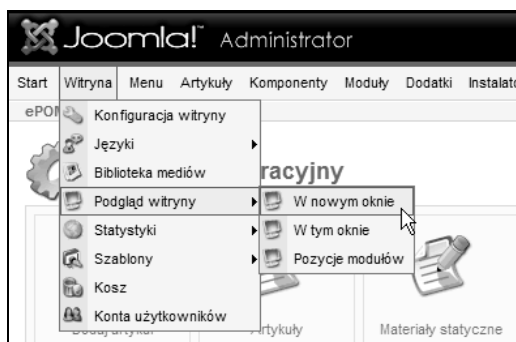 Joomla! Administrator
Start Witryna Menu Artykuły Komponenty Moduły Dodatki
Konfiguracja witryny
Języki
Biblioteka mediów
Podgląd witryny
W nowym oknie
Statystyki
W tym oknie
Szablony
Pozycje modułów
Kosz
Konta użytkowników
Artykuły
Materiały statyczne